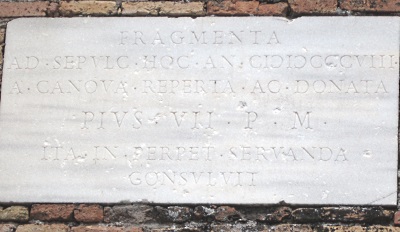 FRAGMENTA
AD · SEPVLC · HOC · AN · CIƆIƆCCCVIII
A · CANOVA · REPERTA · AC · DONATA
PIVS · VII · P · M ·
ITA · IN · PERPET · SERVANDA
CONSVLVIT